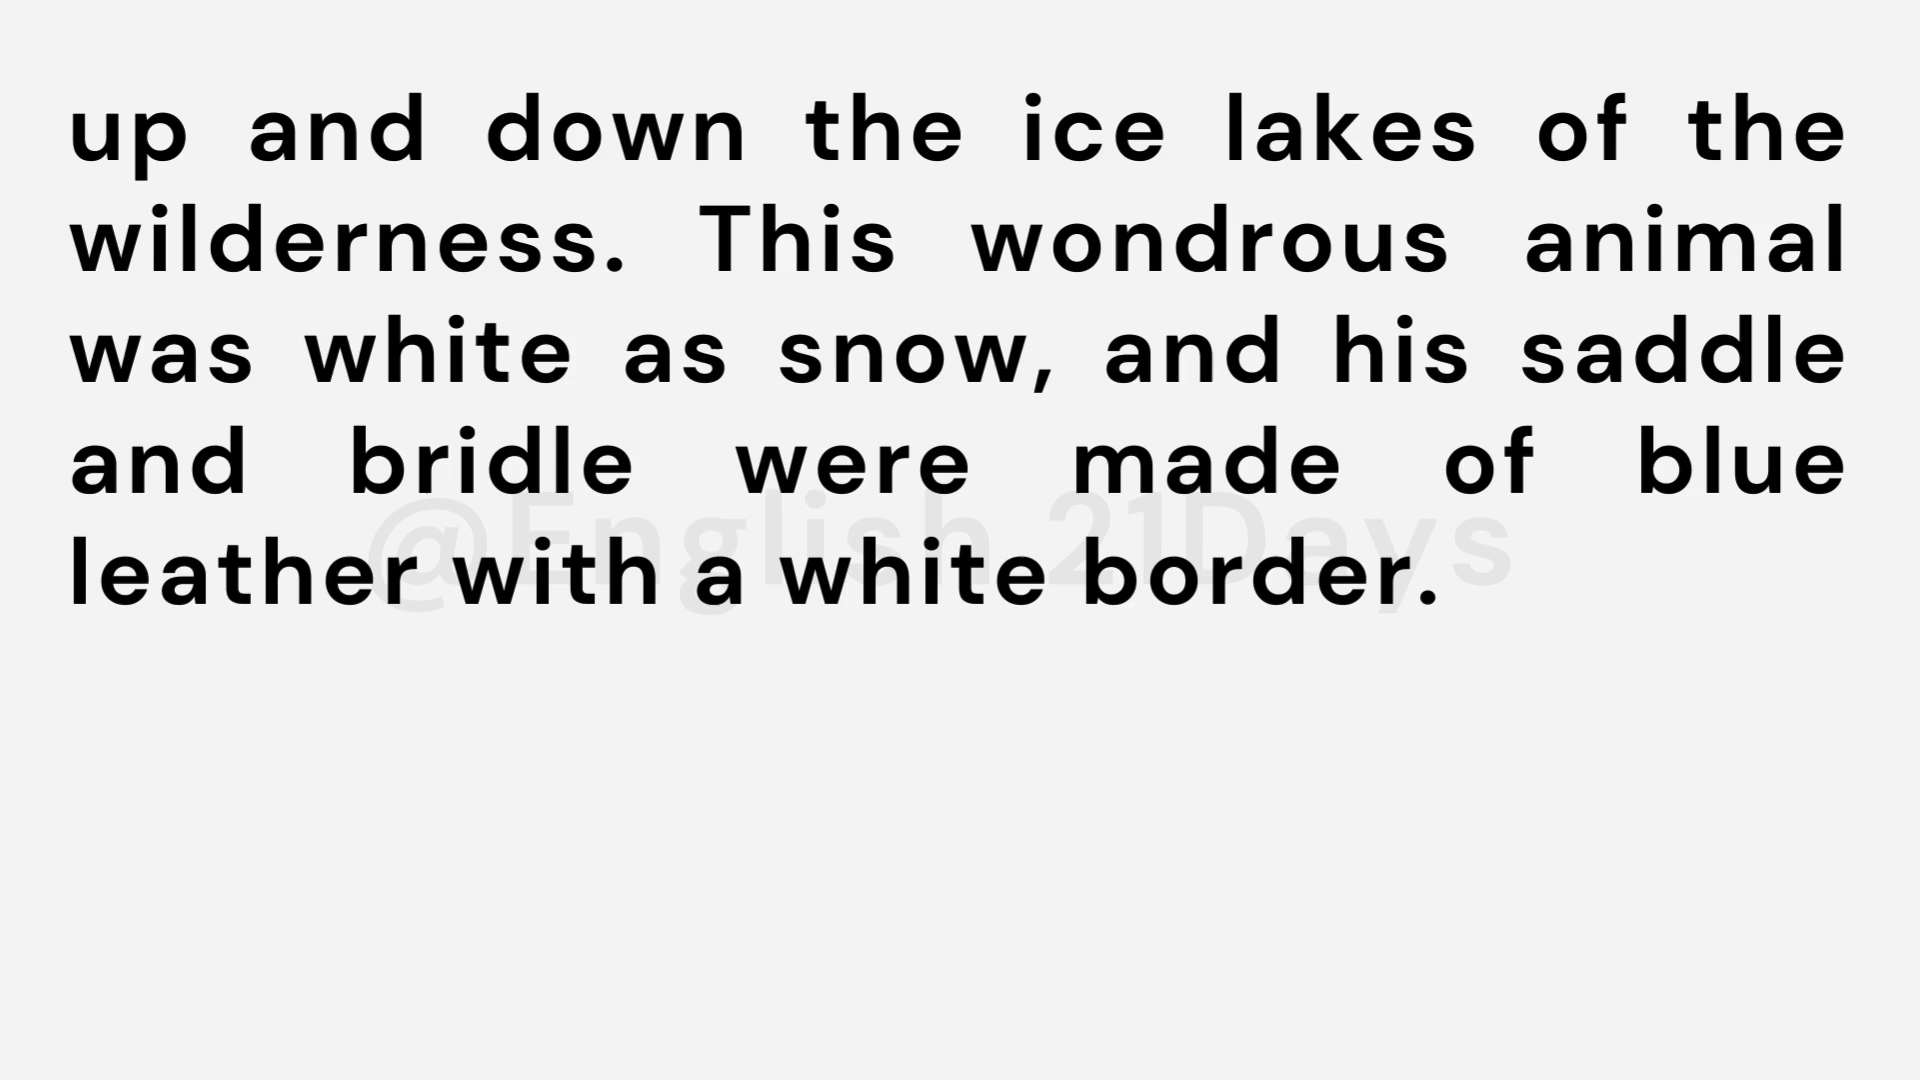 up and down the ice lakes of the
wilderness. This wondrous animal
was white as snow, and his saddle
and bridle were made of blue
leather with a white border.
@English 21Days